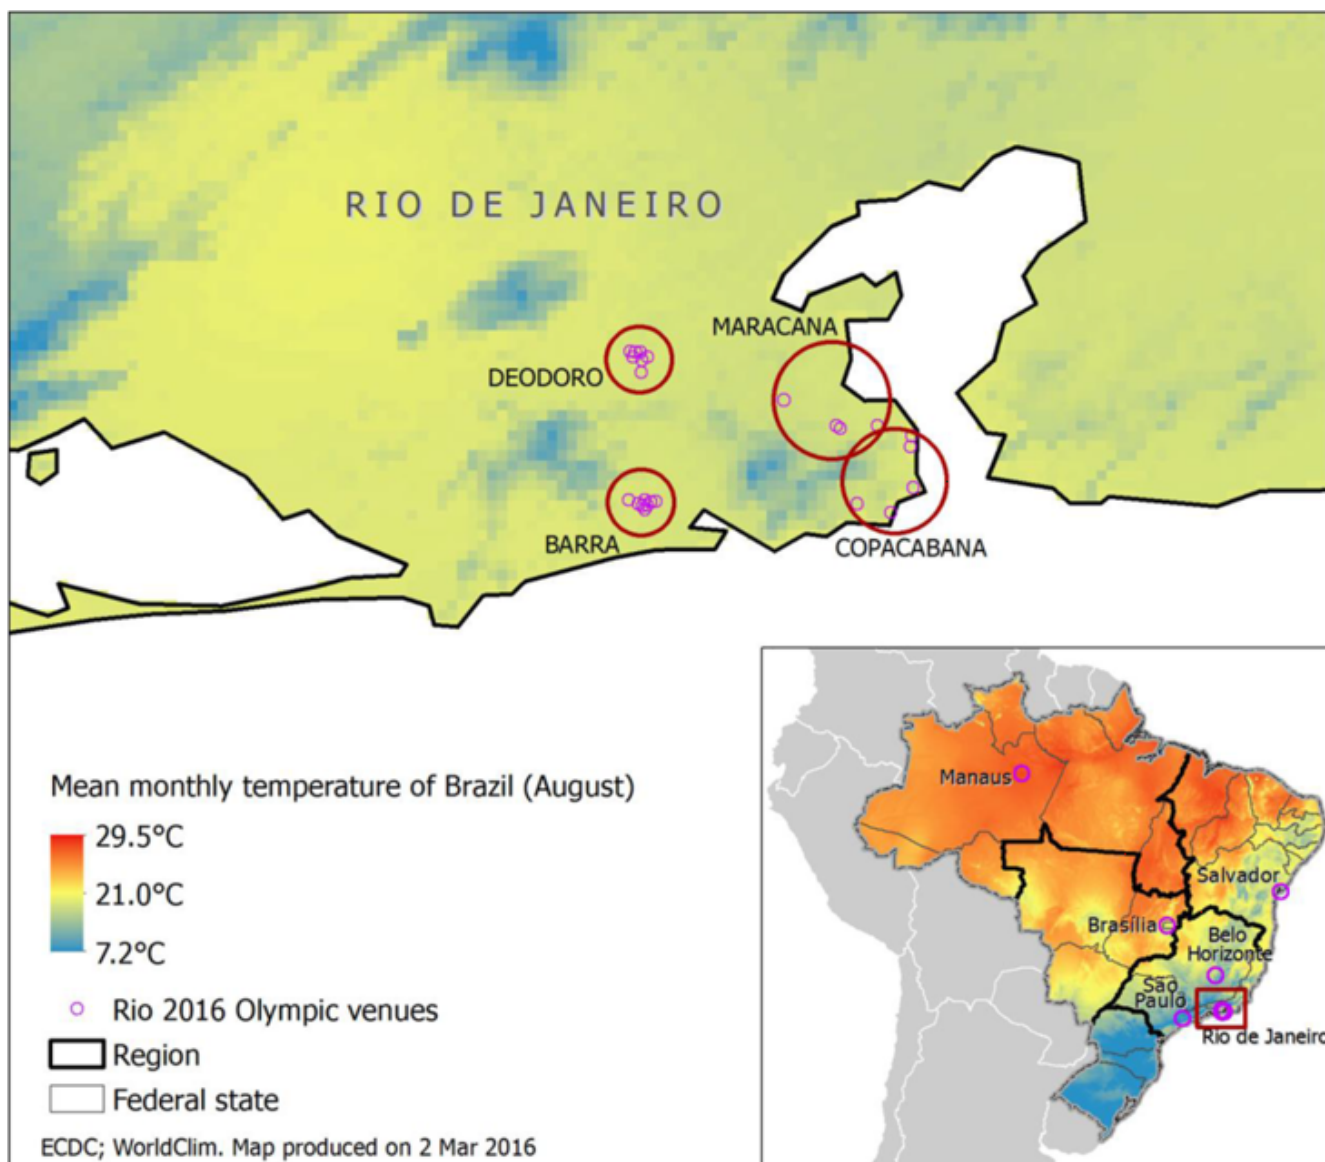 RIO DE JANEIRO
MARACANA
DEODORO
BARRA
COPACABANA
Mean monthly temperature of Brazil (August)
29.5°C
21.0°C
7.2°C
Rio 2016 Olympic venues
Region
Federal state
ECDC; WorldClim. Map produced on 2 Mar 2016
Manaus
Salvador
Brasília
Belo
Horizonte
São
Paulo
Rio de Janeiro